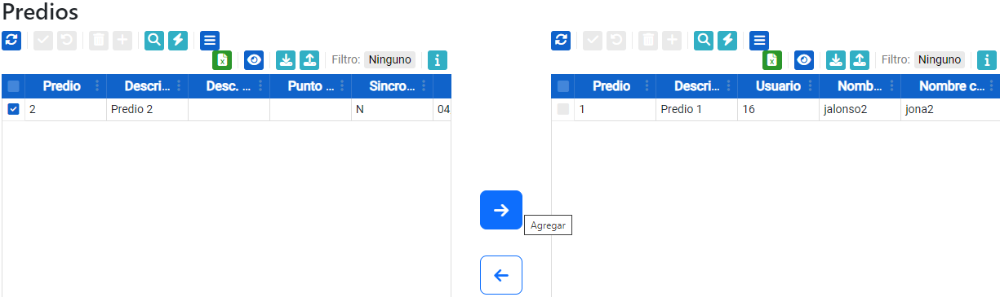 Predios
Filtro: Ninguno
Predio Descri... Desc. ... Punto ... Sincro...
2 Predio 2 N 04
Filtro: Ninguno
Predio Descri... Usuario Nomb... Nombre c...
1 Predio 1 16 jalonso2 jona2
Agregar